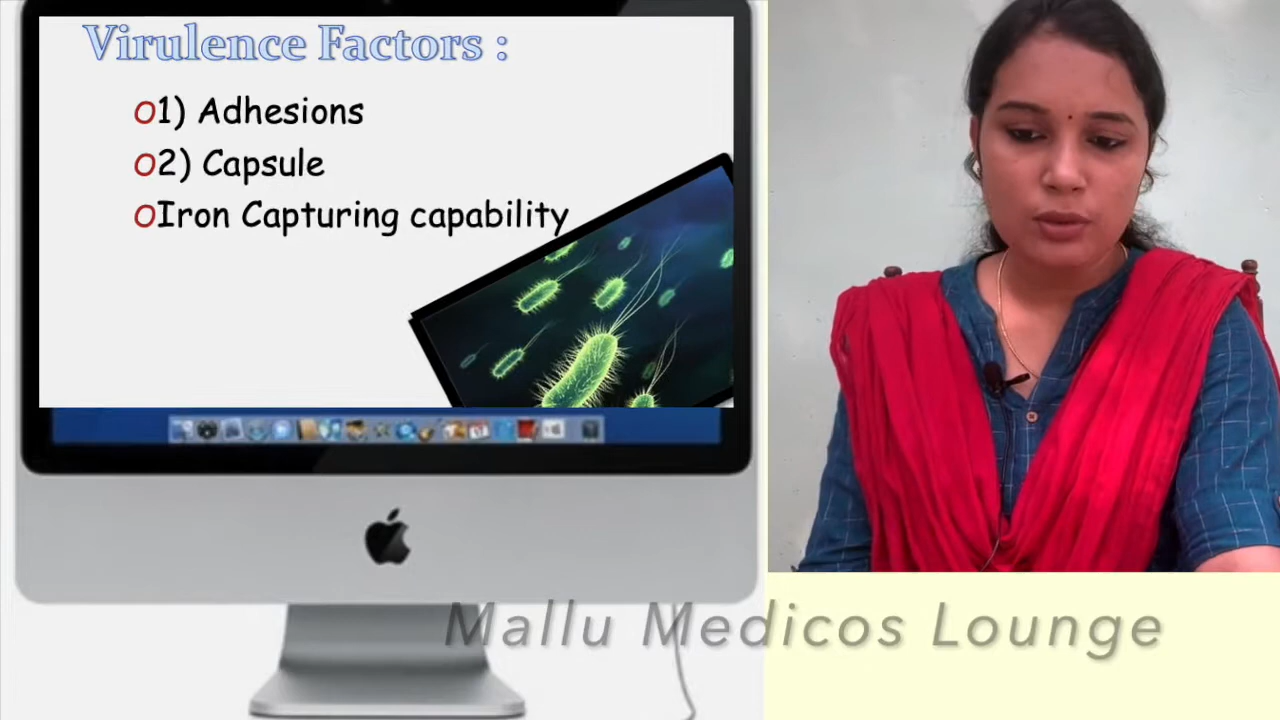 Virulence Factors :
O1) Adhesions
O2) Capsule
OIron Capturing capability
Mallu Medicos Lounge